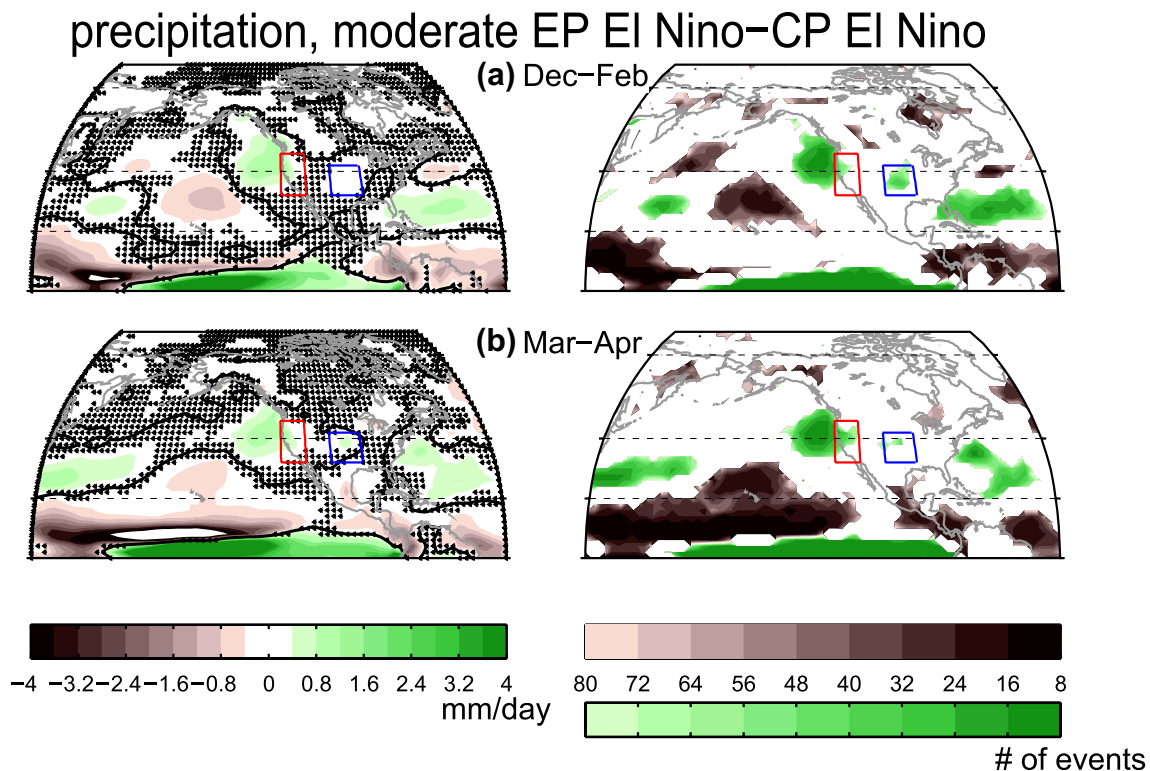 precipitation, moderate EP El Nino−CP El Nino
(a) Dec−Feb
(b) Mar−Apr
−4 −3.2 −2.4 −1.6 −0.8 0 0.8 1.6 2.4 3.2 4
mm/day
80 72 64 56 48 40 32 24 16 8
# of events